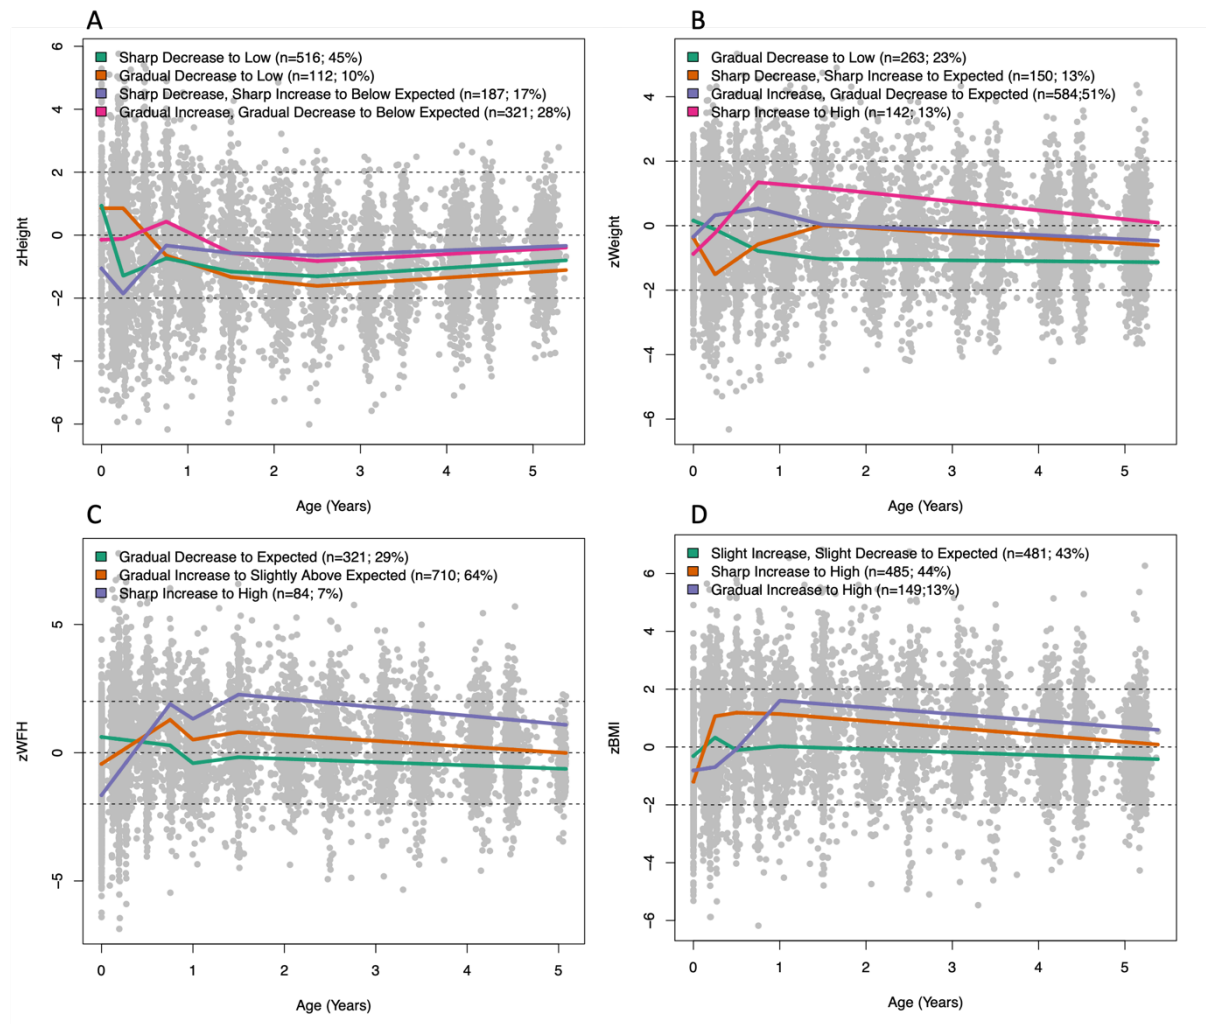 A
Sharp Decrease to Low (n=516; 45%)
Gradual Decrease to Low (n=112; 10%)
Sharp Decrease, Sharp Increase to Below Expected (n=187; 17%)
Gradual Increase, Gradual Decrease to Below Expected (n=321; 28%)
zHeight
6
4
2
0
−2
−4
−6
0 1 2 3 4 5
Age (Years)
B
Gradual Decrease to Low (n=263; 23%)
Sharp Decrease, Sharp Increase to Expected (n=150; 13%)
Gradual Increase, Gradual Decrease to Expected (n=584;51%)
Sharp Increase to High (n=142; 13%)
zWeight
4
2
0
−2
−4
−6
0 1 2 3 4 5
Age (Years)
C
Gradual Decrease to Expected (n=321; 29%)
Gradual Increase to Slightly Above Expected (n=710; 64%)
Sharp Increase to High (n=84; 7%)
zWFH
5
0
−5
0 1 2 3 4 5
Age (Years)
D
Slight Increase, Slight Decrease to Expected (n=481; 43%)
Sharp Increase to High (n=485; 44%)
Gradual Increase to High (n=149;13%)
zBMI
6
4
2
0
−2
−4
−6
0 1 2 3 4 5
Age (Years)